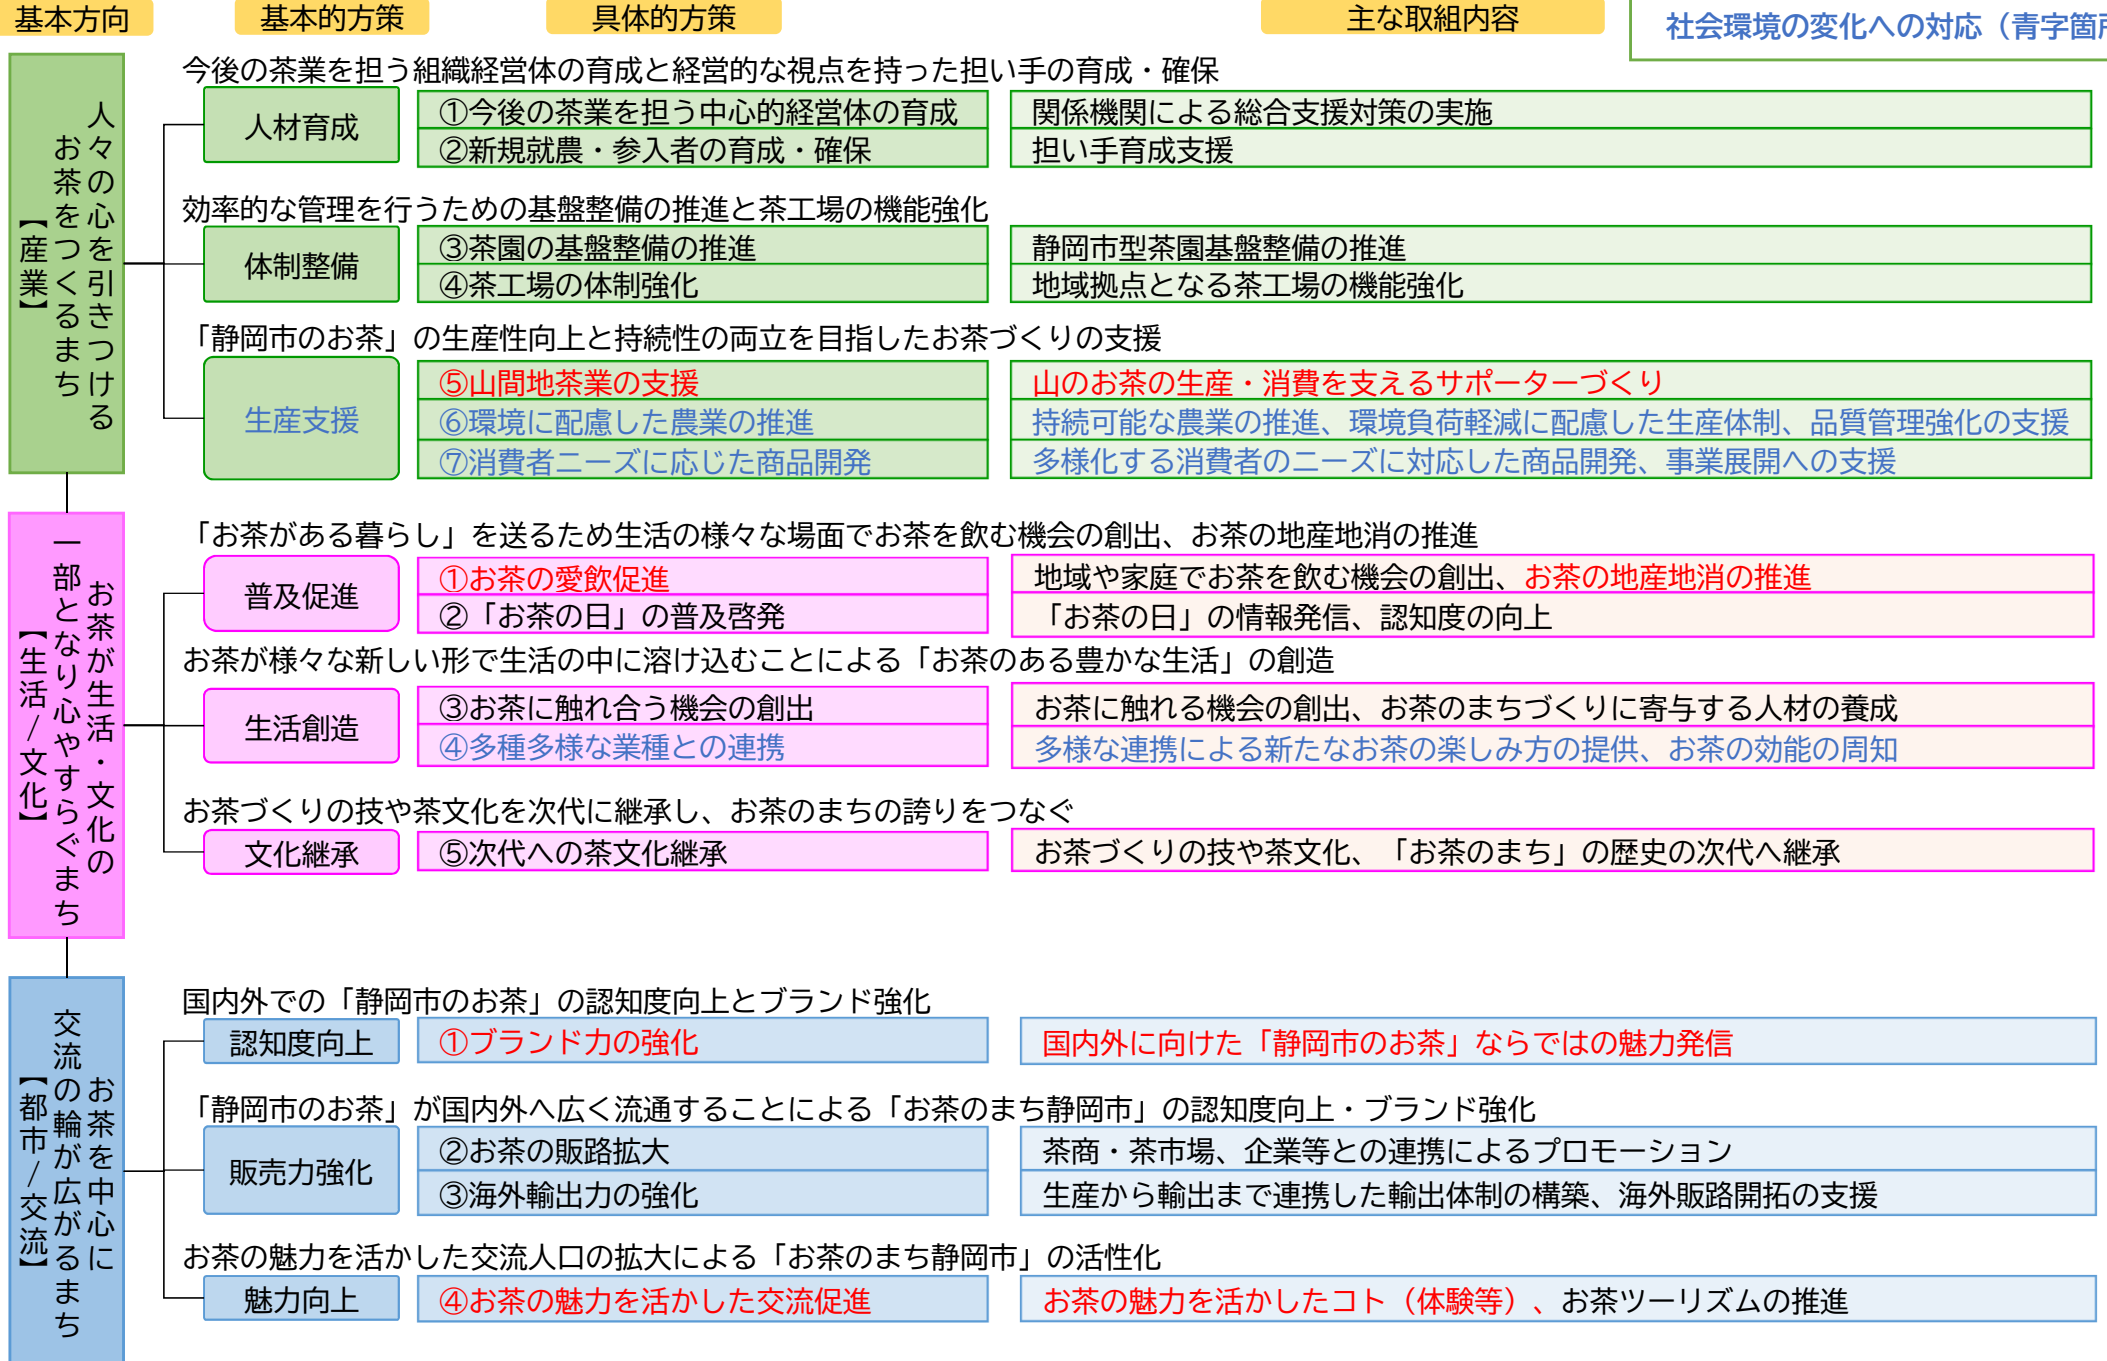 基本方向
基本的方策
具体的方策
主な取組内容
社会環境の変化への対応（青字箇所
人々の心を引きつける
お茶をつくるまち
【産業】
今後の茶業を担う組織経営体の育成と経営的な視点を持った担い手の育成・確保
人材育成
①今後の茶業を担う中心的経営体の育成
関係機関による総合支援対策の実施
②新規就農・参入者の育成・確保
担い手育成支援
効率的な管理を行うための基盤整備の推進と茶工場の機能強化
体制整備
③茶園の基盤整備の推進
静岡市型茶園基盤整備の推進
④茶工場の体制強化
地域拠点となる茶工場の機能強化
「静岡市のお茶」の生産性向上と持続性の両立を目指したお茶づくりの支援
生産支援
⑤山間地茶業の支援
山のお茶の生産・消費を支えるサポーターづくり
⑥環境に配慮した農業の推進
持続可能な農業の推進、環境負荷軽減に配慮した生産体制、品質管理強化の支援
⑦消費者ニーズに応じた商品開発
多様化する消費者のニーズに対応した商品開発、事業展開への支援
お茶が生活・文化の
一部となり心やすらぐまち
【生活/文化】
「お茶がある暮らし」を送るため生活の様々な場面でお茶を飲む機会の創出、お茶の地産地消の推進
普及促進
①お茶の愛飲促進
地域や家庭でお茶を飲む機会の創出、お茶の地産地消の推進
②「お茶の日」の普及啓発
「お茶の日」の情報発信、認知度の向上
お茶が様々な新しい形で生活の中に溶け込むことによる「お茶のある豊かな生活」の創造
生活創造
③お茶に触れ合う機会の創出
お茶に触れる機会の創出、お茶のまちづくりに寄与する人材の養成
④多種多様な業種との連携
多様な連携による新たなお茶の楽しみ方の提供、お茶の効能の周知
お茶づくりの技や茶文化を次代に継承し、お茶のまちの誇りをつなぐ
文化継承
⑤次代への茶文化継承
お茶づくりの技や茶文化、「お茶のまち」の歴史の次代へ継承
お茶を中心に
交流の輪が広がるまち
【都市/交流】
国内外での「静岡市のお茶」の認知度向上とブランド強化
認知度向上
①ブランド力の強化
国内外に向けた「静岡市のお茶」ならではの魅力発信
「静岡市のお茶」が国内外へ広く流通することによる「お茶のまち静岡市」の認知度向上・ブランド強化
販売力強化
②お茶の販路拡大
茶商・茶市場、企業等との連携によるプロモーション
③海外輸出力の強化
生産から輸出まで連携した輸出体制の構築、海外販路開拓の支援
お茶の魅力を活かした交流人口の拡大による「お茶のまち静岡市」の活性化
魅力向上
④お茶の魅力を活かした交流促進
お茶の魅力を活かしたコト（体験等）、お茶ツーリズムの推進